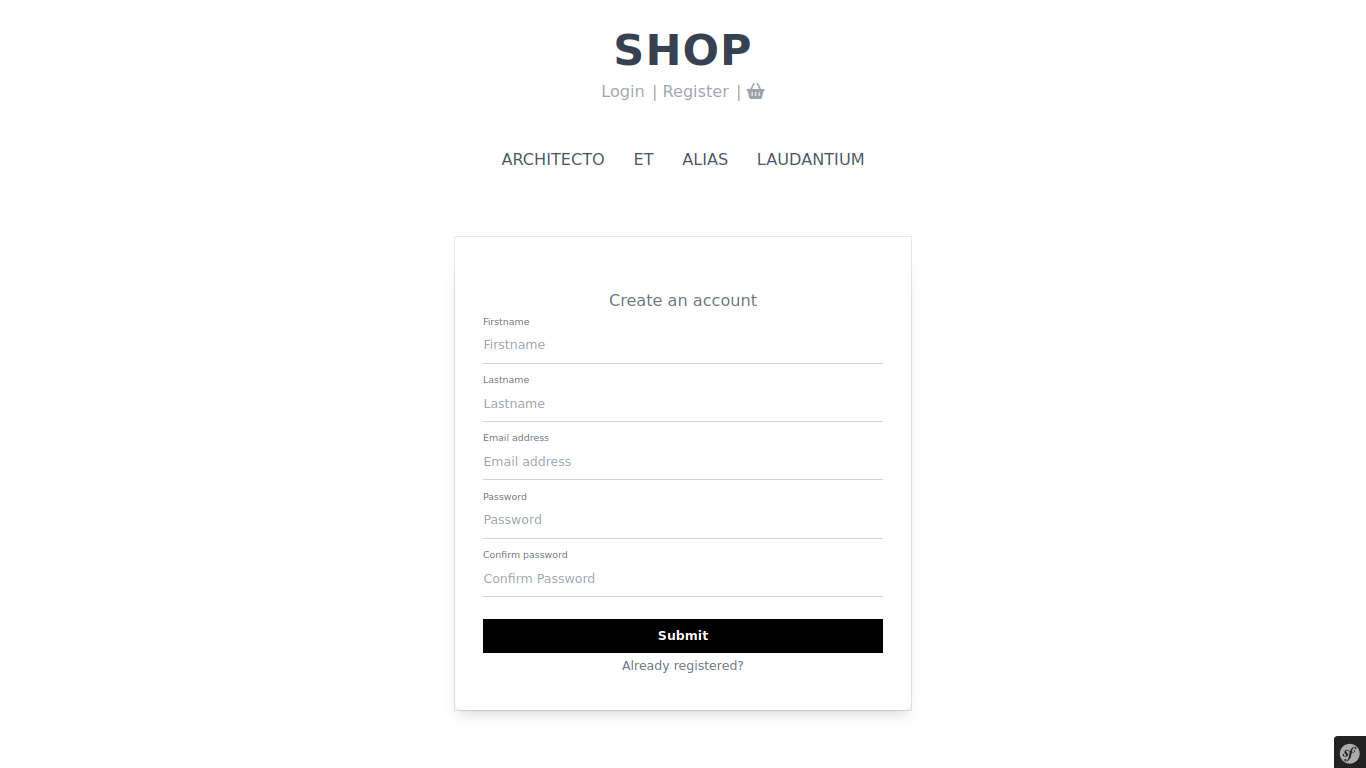 SHOP
Login | Register |
ARCHITECTO ET ALIAS LAUDANTIUM
Create an account
Firstname
Firstname
Lastname
Lastname
Email address
Email address
Password
Password
Confirm password
Confirm Password
Submit
Already registered?
sf